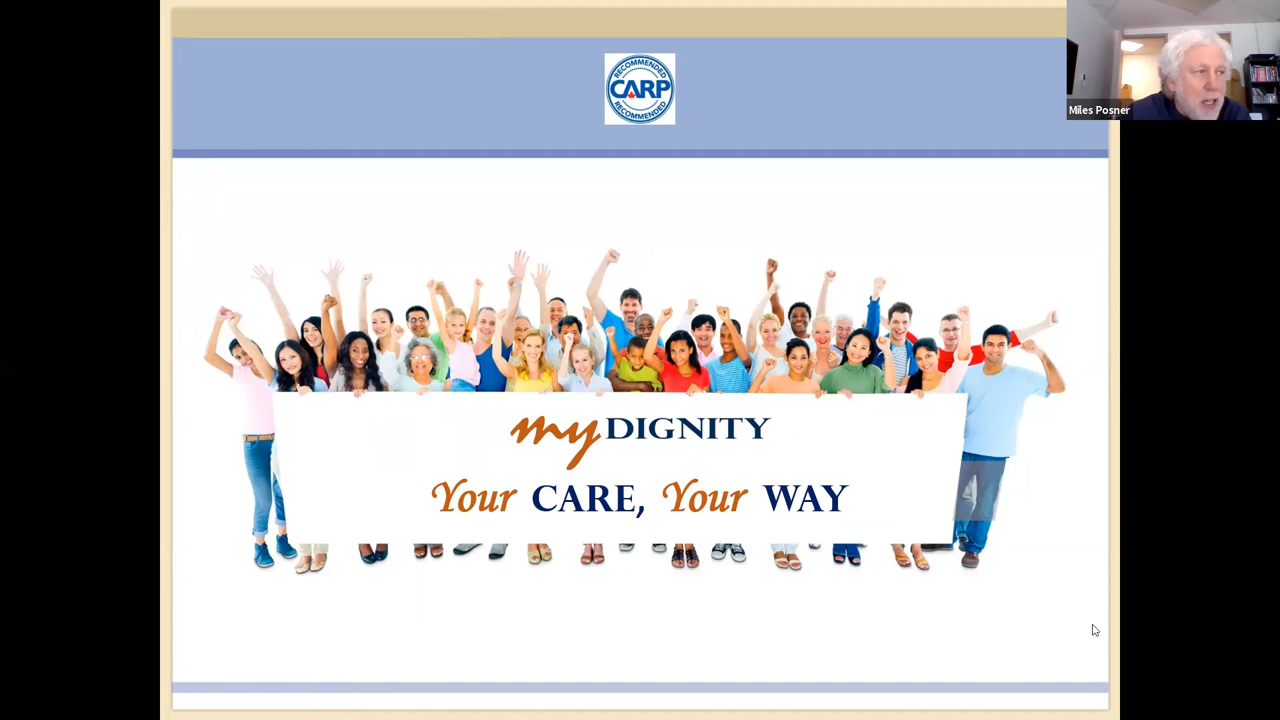 RECOMMENDED
CARP
RECOMMENDED
Miles Posner
my DIGNITY
Your CARE, Your WAY